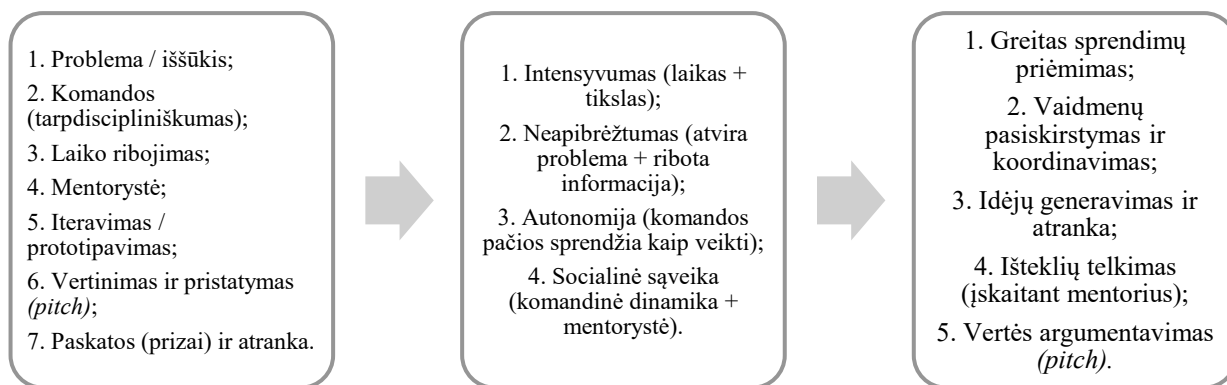 1. Problema / iššūkis;
2. Komandos
(tarpdiscipliniškumas);
3. Laiko ribojimas;
4. Mentorystė;
5. Iteravimas /
prototipavimas;
6. Vertinimas ir pristatymas
(pitch);
7. Paskatos (prizai) ir atranka.
1. Intensyvumas (laikas +
tikslas);
2. Neapibrėžtumas (atvira
problema + ribota
informacija);
3. Autonomija (komandos
pačios sprendžia kaip veikti);
4. Socialinė sąveika
(komandinė dinamika +
mentorystė).
1. Greitas sprendimų
priėmimas;
2. Vaidmenų
pasiskirstymas ir
koordinavimas;
3. Idėjų generavimas ir
atranka;
4. Išteklių telkimas
(įskaitant mentorius);
5. Vertės argumentavimas
(pitch).